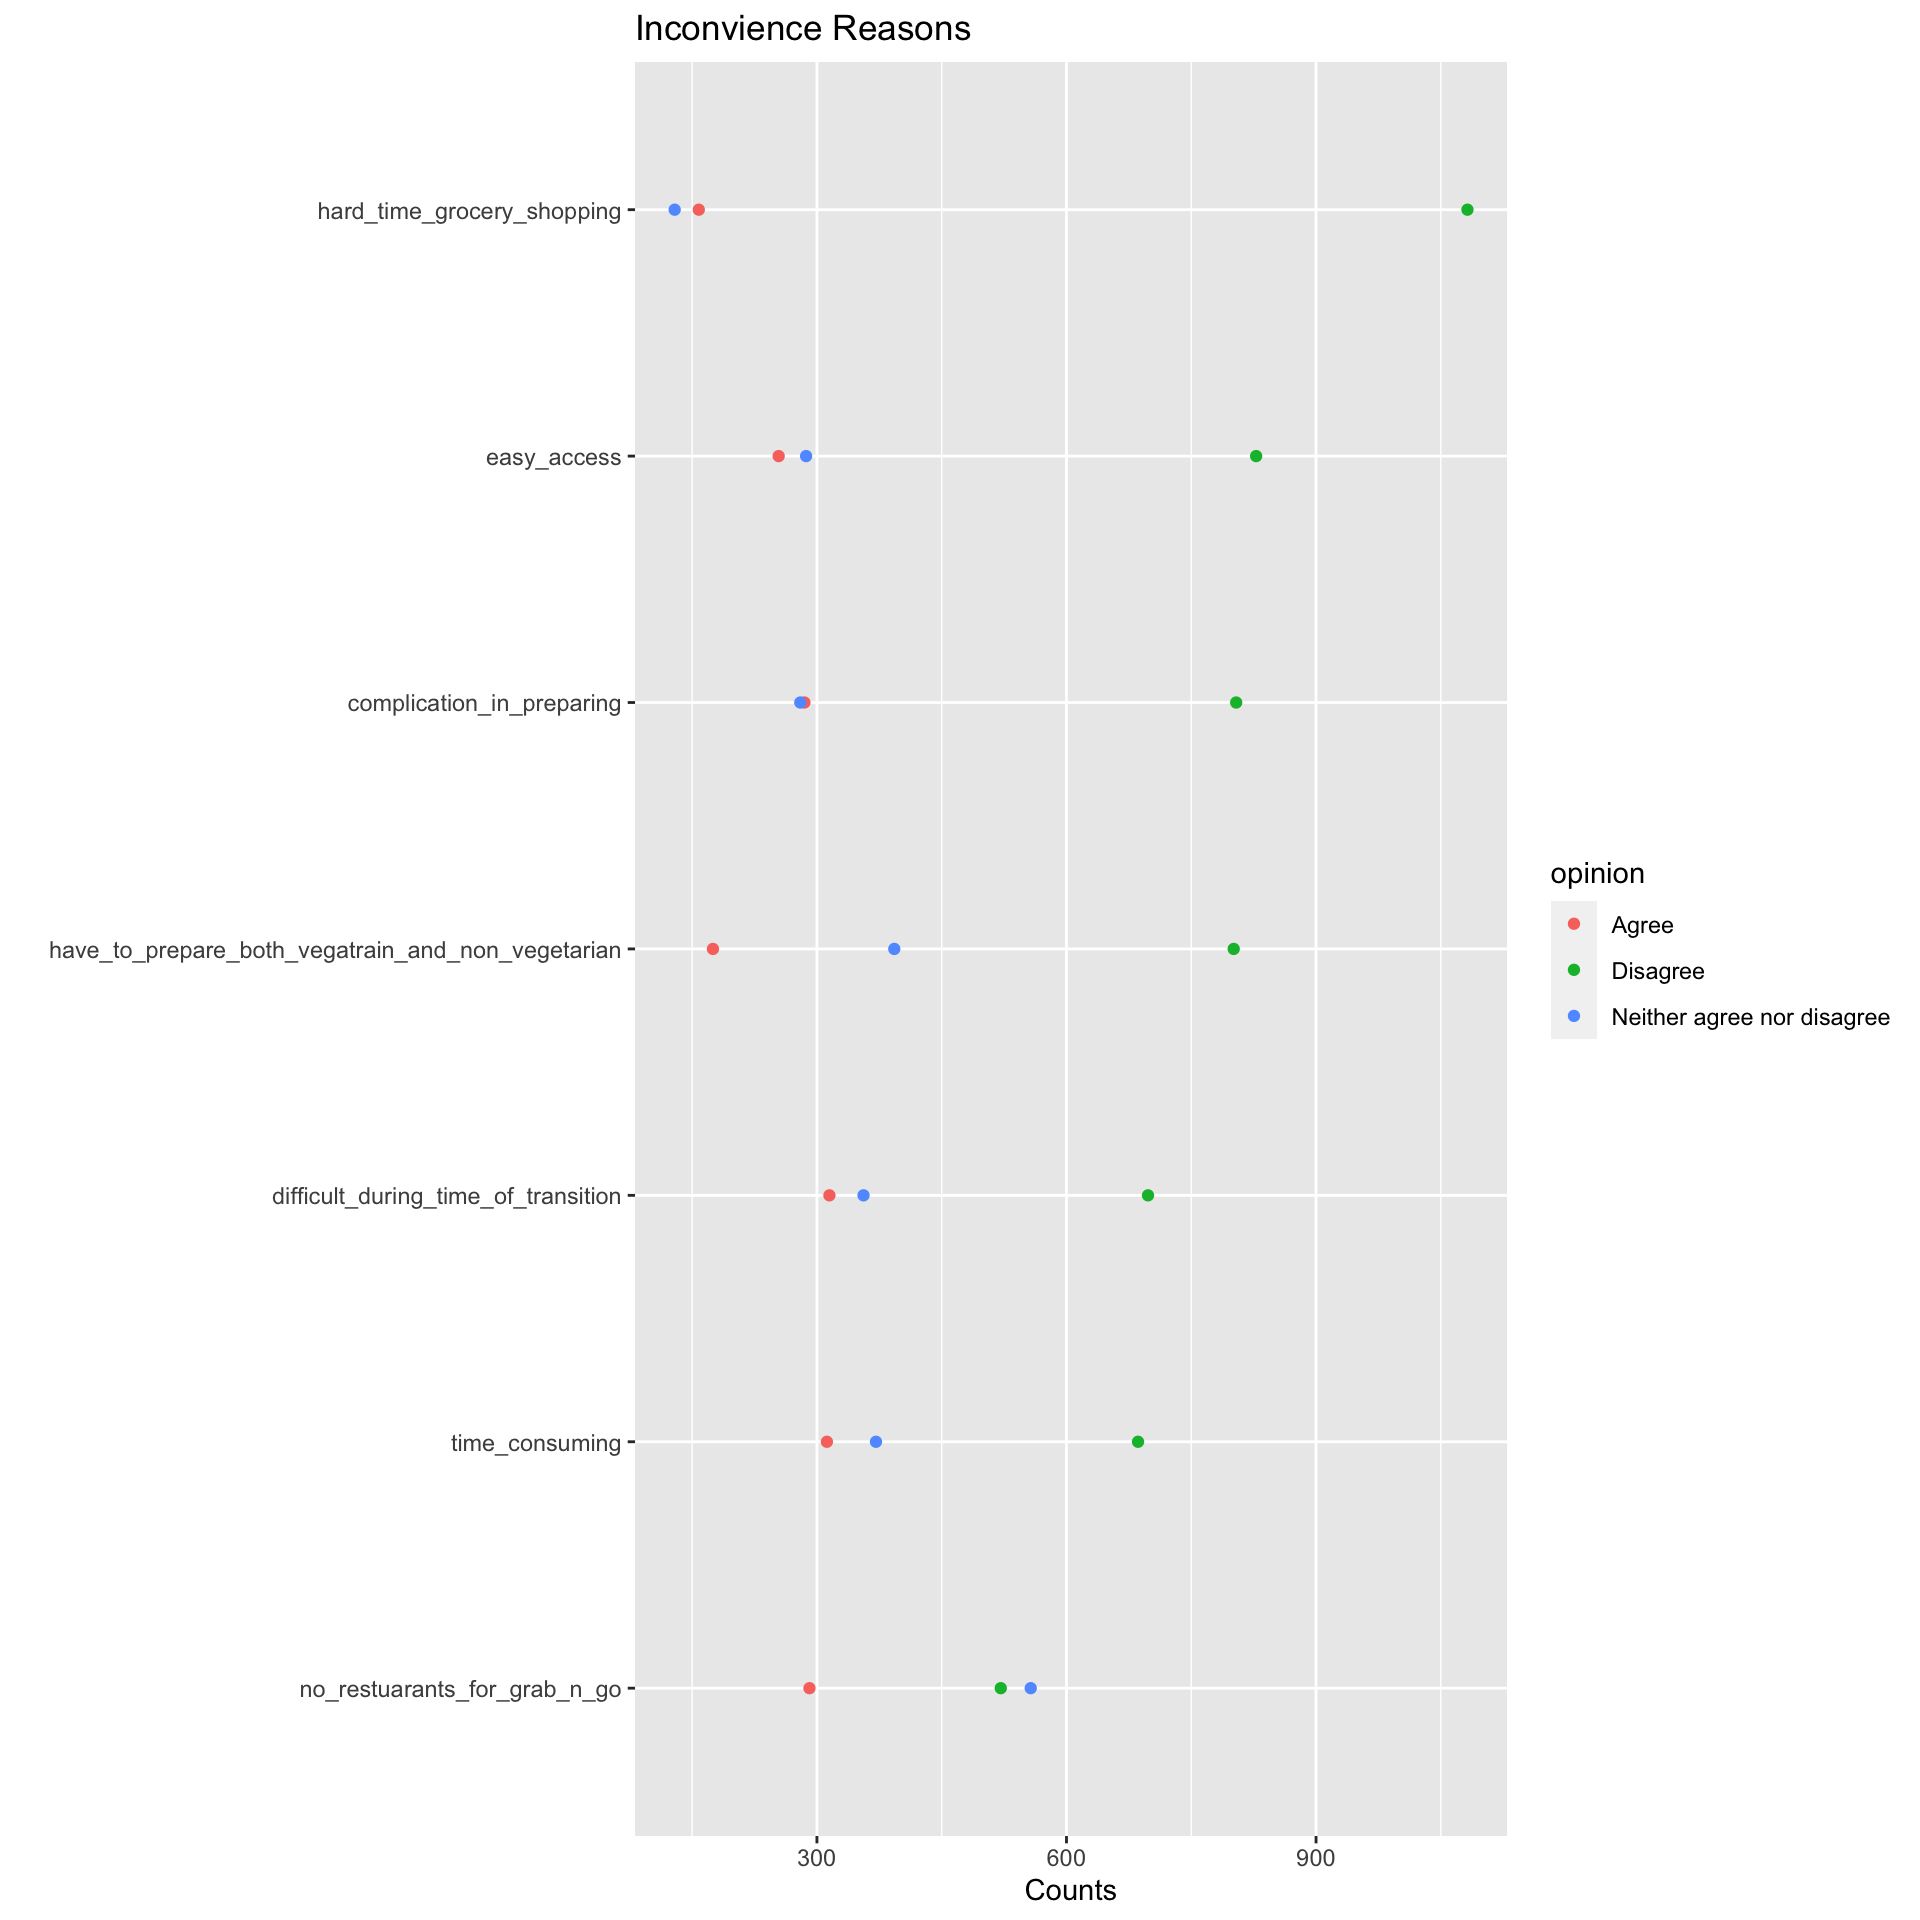 Inconvience Reasons
hard_time_grocery_shopping
easy_access
complication_in_preparing
have_to_prepare_both_vegatrain_and_non_vegetarian
difficult_during_time_of_transition
time_consuming
no_restuarants_for_grab_n_go
300 600 900
Counts
opinion
Agree
Disagree
Neither agree nor disagree